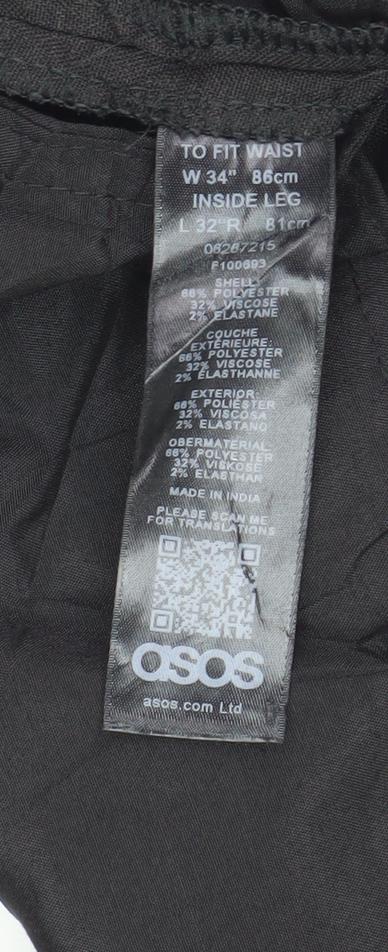 TO FIT WAIST
W 34" 86cm
INSIDE LEG
L 32"R 81cm
06267215
F100693
SHELL:
66% POLYESTER
32% VISCOSE
2% ELASTANE
COUCHE
EXTÉRIEURE:
66% POLYESTER
32% VISCOSE
2% ÉLASTHANNE
EXTERIOR:
66% POLIÉSTER
32% VISCOSA
2% ELASTANO
OBERMATERIAL:
66% POLYESTER
32% VISKOSE
2% ELASTHAN
MADE IN INDIA
PLEASE SCAN ME
FOR TRANSLATIONS
asos
asos.com Ltd